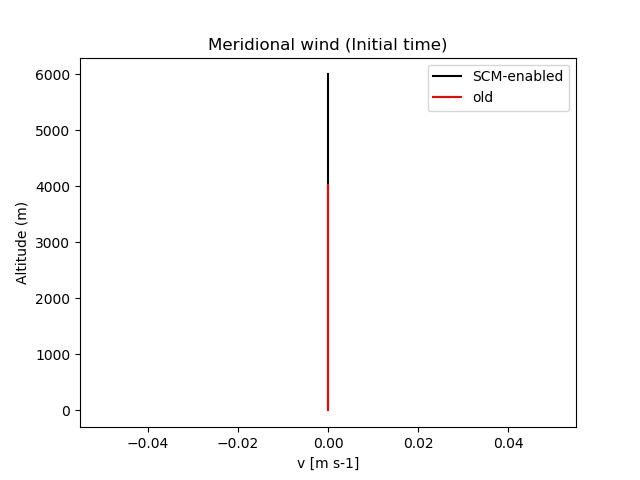 Meridional wind (Initial time)
SCM-enabled
old
6000
5000
4000
3000
2000
1000
0
Altitude (m)
−0.04
−0.02
0.00
0.02
0.04
v [m s-1]